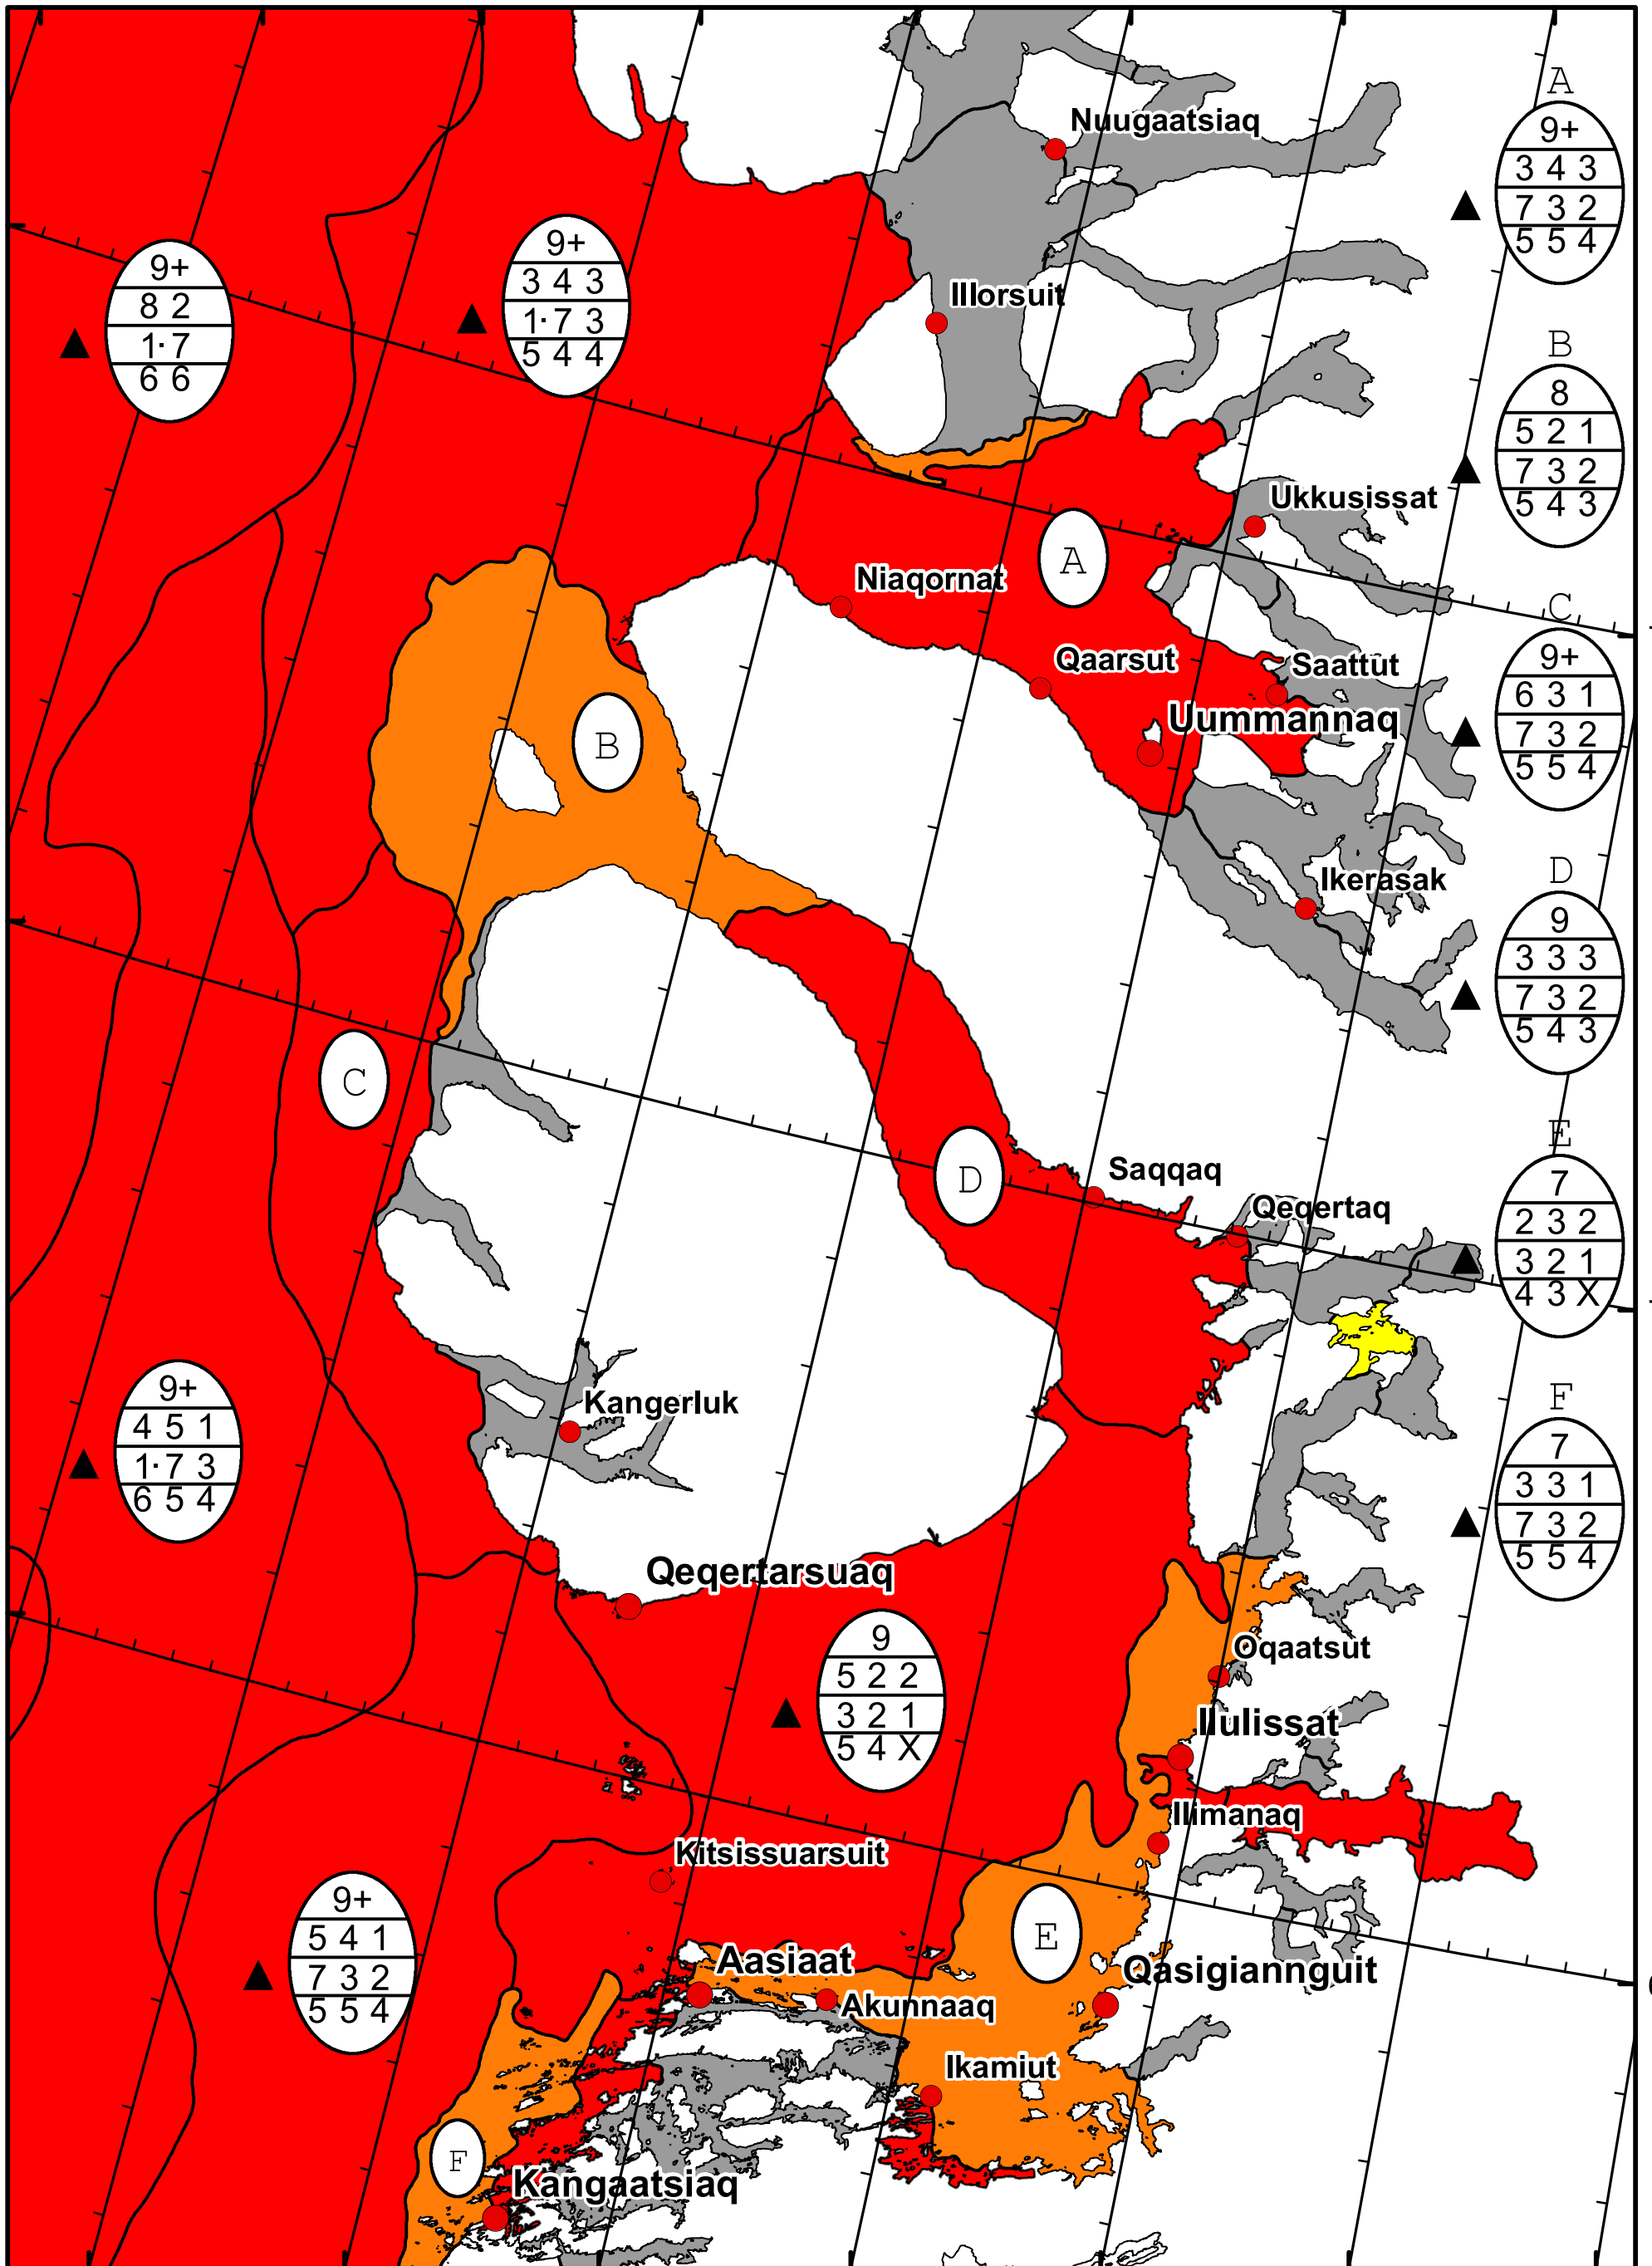 Nuugaatsiaq
A
9+
3 4 3
7 3 2
5 5 4
9+
8 2
1· 7
6 6
9+
3 4 3
1· 7 3
5 4 4
Illorsuit
B
8
5 2 1
7 3 2
5 4 3
Ukkusissat
A
Niaqornat
C
9+
6 3 1
7 3 2
5 5 4
Qaarsut
Saattut
Uummannaq
B
Ikerasak
D
9
3 3 3
7 3 2
5 4 3
C
D
Saqqaq
Qeqertaq
E
7
2 3 2
3 2 1
4 3 X
9+
4 5 1
1· 7 3
6 5 4
Kangerluk
F
7
3 3 1
7 3 2
5 5 4
Qeqertarsuaq
9
5 2 2
3 2 1
5 4 X
Oqaatsut
Ilulissat
Ilimanaq
Kitsissuarsuit
9+
5 4 1
7 3 2
5 5 4
E
Aasiaat
Qasigiannguit
Akunnaaq
Ikamiut
F
Kangaatsiaq